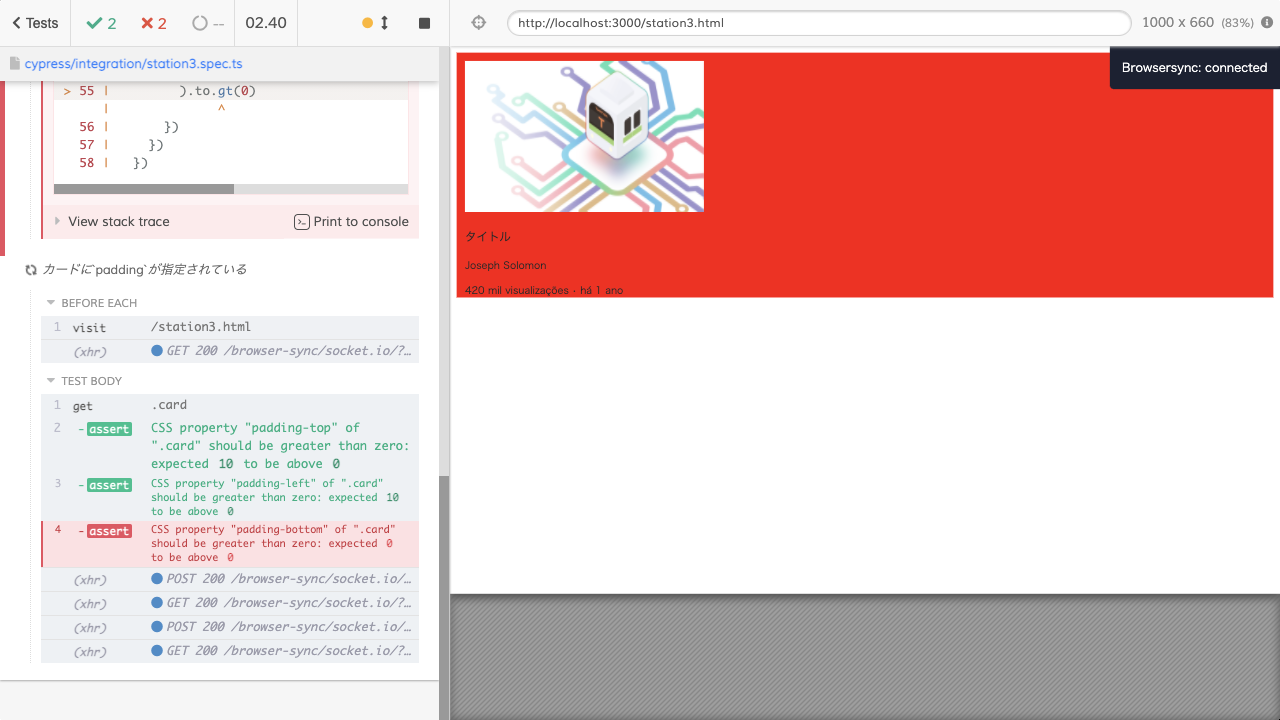 Tests
2
2
--
02.40
http://localhost:3000/station3.html
1000 x 660 (83%)
cypress/integration/station3.spec.ts
Browsersync: connected
> 55 | ).to.gt(0)
| ^
56 | })
57 | })
58 | })
View stack trace
Print to console
カードに`padding`が指定されている
BEFORE EACH
1 visit /station3.html
(xhr) GET 200 /browser-sync/socket.io/?…
TEST BODY
1 get .card
2 - assert CSS property "padding-top" of
".card" should be greater than zero:
expected 10 to be above 0
3 - assert CSS property "padding-left" of ".card"
should be greater than zero: expected 10
to be above 0
4 - assert CSS property "padding-bottom" of ".card"
should be greater than zero: expected 0
to be above 0
(xhr) POST 200 /browser-sync/socket.io/…
(xhr) GET 200 /browser-sync/socket.io/?…
(xhr) POST 200 /browser-sync/socket.io/…
(xhr) GET 200 /browser-sync/socket.io/?…
T
タイトル
Joseph Solomon
420 mil visualizações · há 1 ano